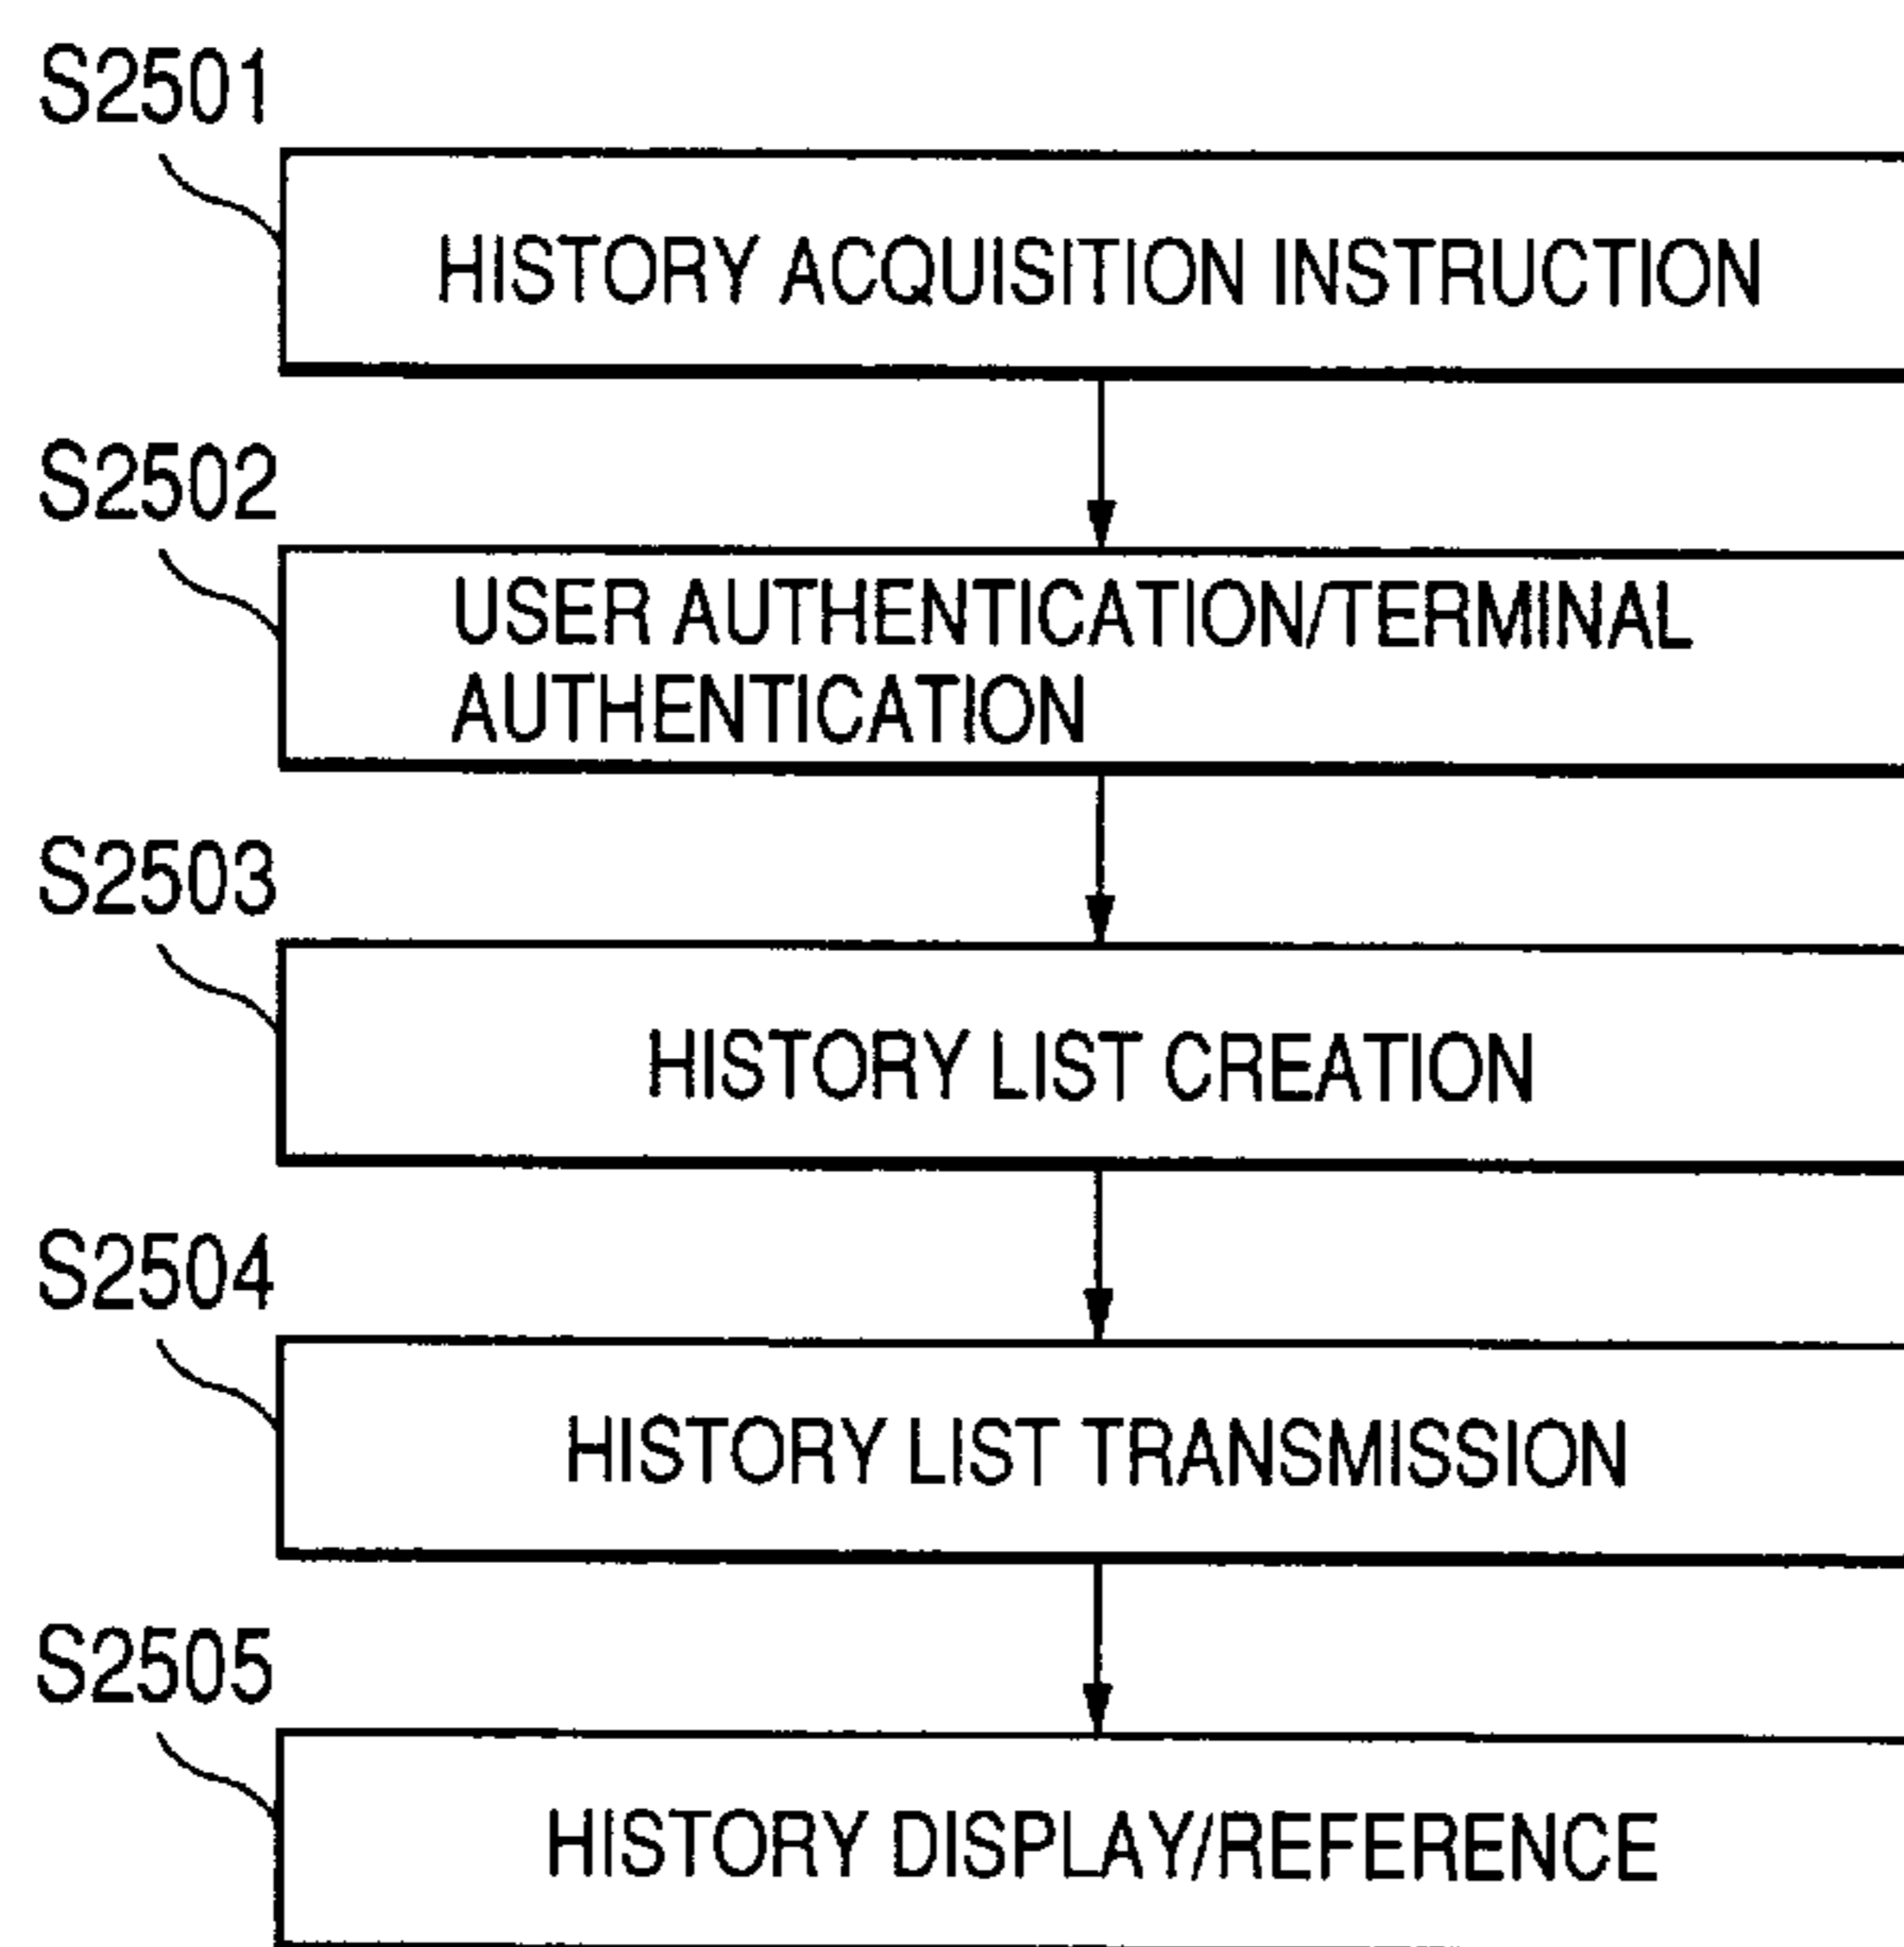 S2501
HISTORY ACQUISITION INSTRUCTION
S2502
USER AUTHENTICATION/TERMINAL
AUTHENTICATION
S2503
HISTORY LIST CREATION
S2504
HISTORY LIST TRANSMISSION
S2505
HISTORY DISPLAY/REFERENCE